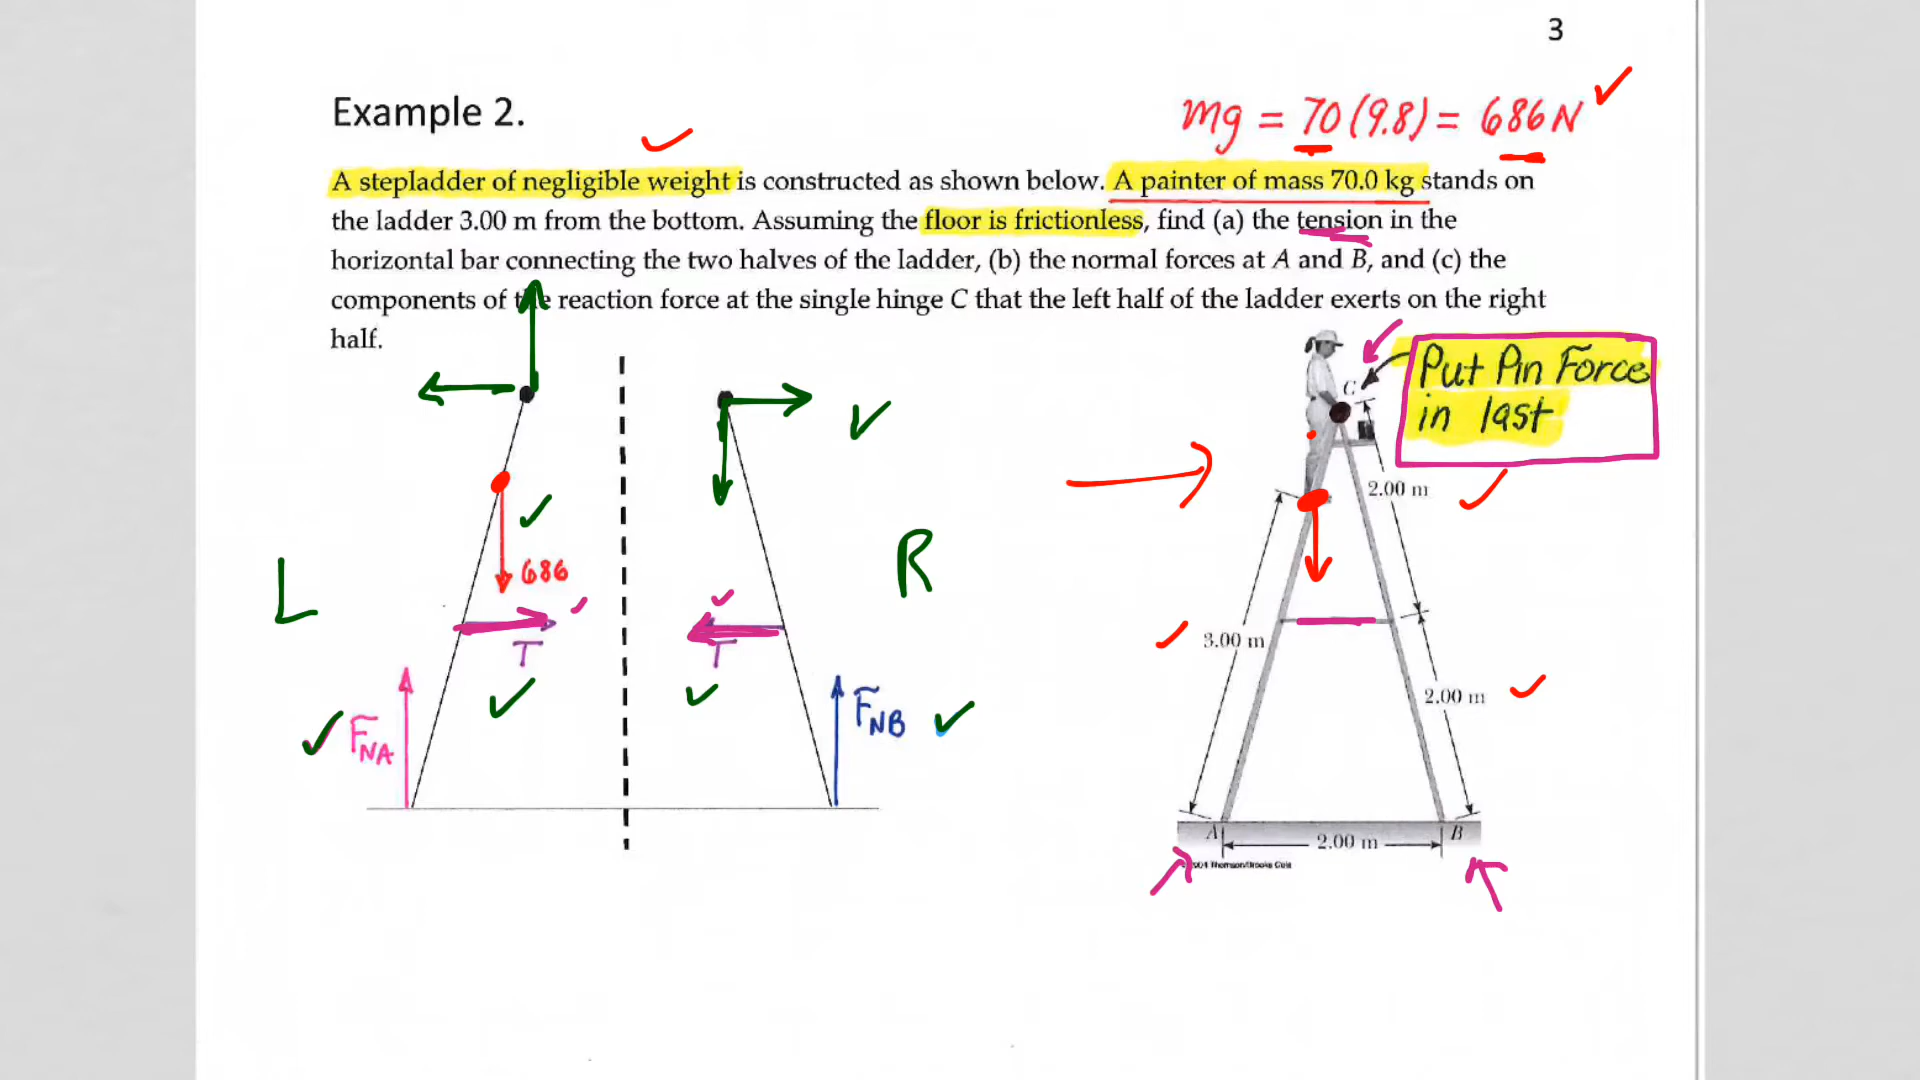 3
Example 2.
mg = 70(9.8) = 686 N
A stepladder of negligible weight is constructed as shown below. A painter of mass 70.0 kg stands on
the ladder 3.00 m from the bottom. Assuming the floor is frictionless, find (a) the tension in the
horizontal bar connecting the two halves of the ladder, (b) the normal forces at A and B, and (c) the
components of the reaction force at the single hinge C that the left half of the ladder exerts on the right
half.
Put Pin Force
in last
C
2.00 m
L
686
R
T
T
3.00 m
2.00 m
FNA
FNB
A
B
2.00 m
Thomson/Brooks Cole